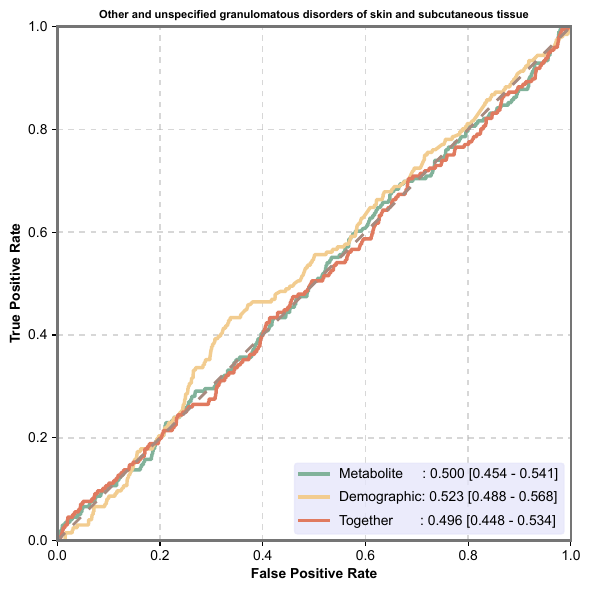 Other and unspecified granulomatous disorders of skin and subcutaneous tissue
True Positive Rate
1.0
0.8
0.6
0.4
0.2
0.0
Metabolite : 0.500 [0.454 - 0.541]
Demographic: 0.523 [0.488 - 0.568]
Together : 0.496 [0.448 - 0.534]
0.0 0.2 0.4 0.6 0.8 1.0
False Positive Rate